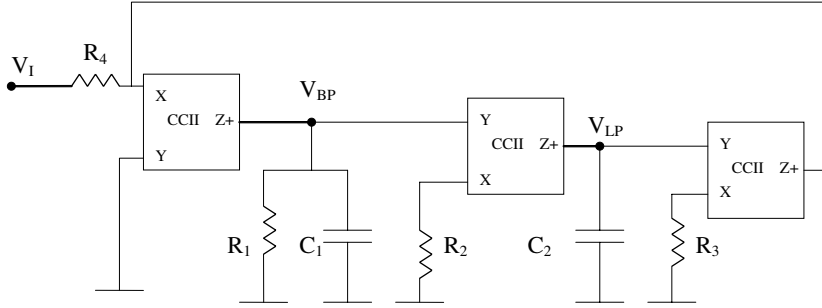 V_I
R_4
X
CCII
Z+
Y
V_BP
R_1
C_1
Y
CCII
Z+
X
R_2
V_LP
C_2
Y
CCII
Z+
X
R_3